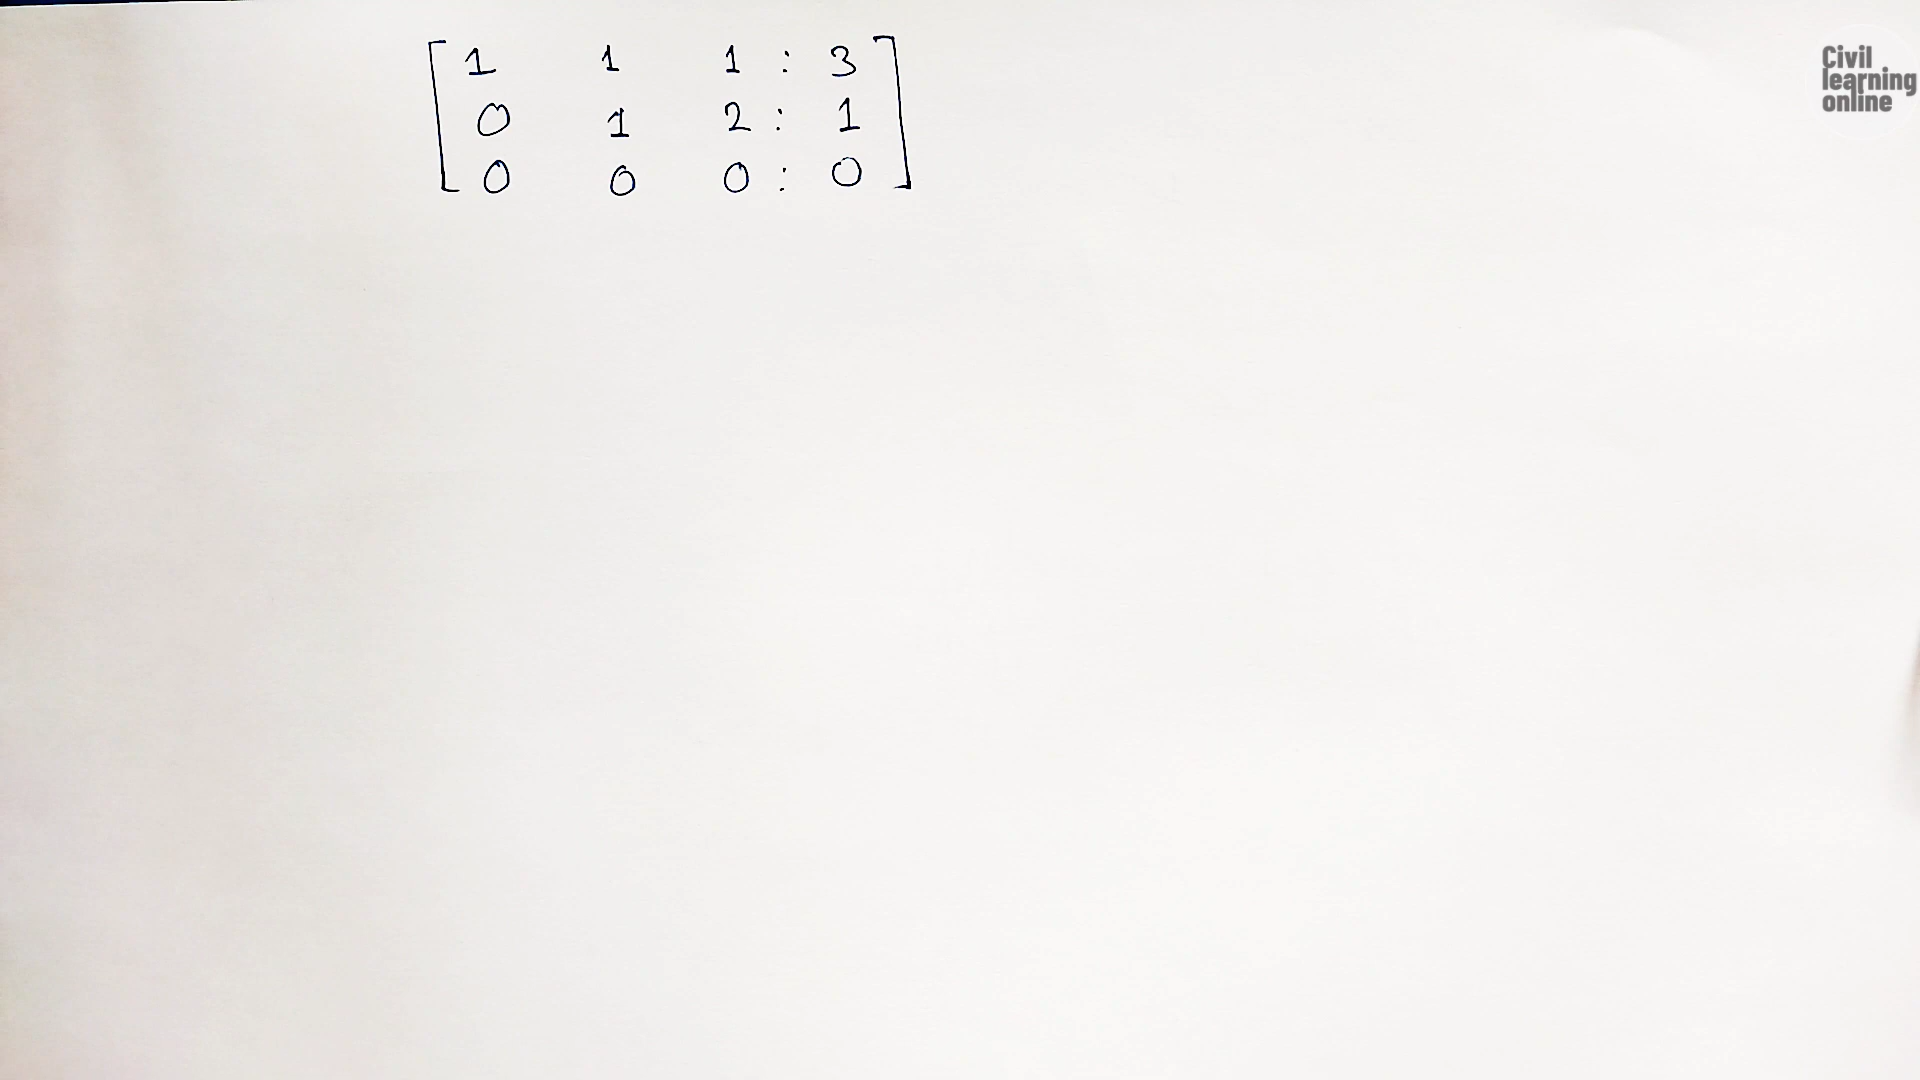 1 1 1 : 3
0 1 2 : 1
0 0 0 : 0
Civil
learning
online